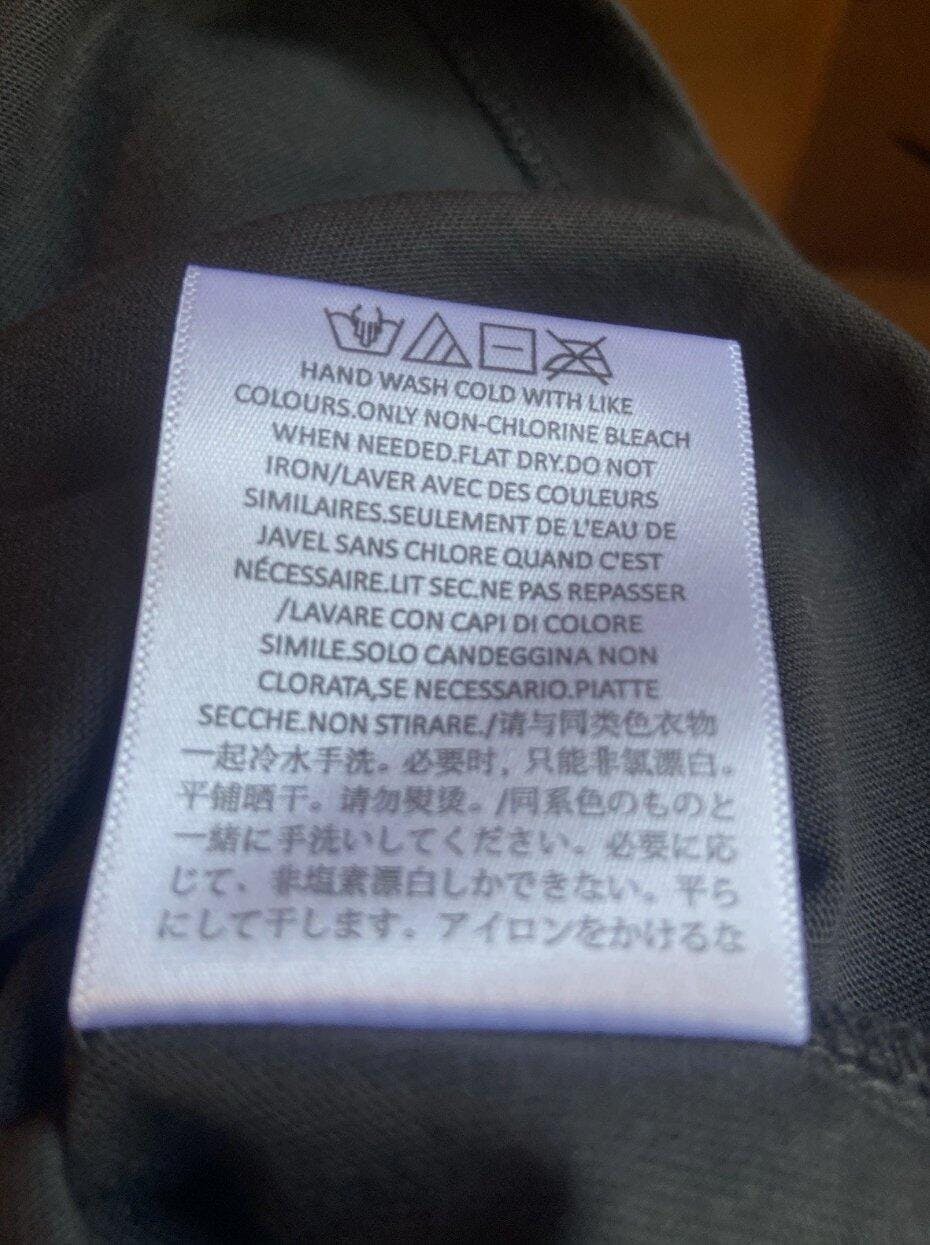 HAND WASH COLD WITH LIKE
COLOURS.ONLY NON-CHLORINE BLEACH
WHEN NEEDED.FLAT DRY.DO NOT
IRON/LAVER AVEC DES COULEURS
SIMILAIRES.SEULEMENT DE L'EAU DE
JAVEL SANS CHLORE QUAND C'EST
NÉCESSAIRE.LIT SEC.NE PAS REPASSER
/LAVARE CON CAPI DI COLORE
SIMILE.SOLO CANDEGGINA NON
CLORATA,SE NECESSARIO.PIATTE
SECCHE.NON STIRARE./请与同类色衣物
一起冷水手洗。必要时，只能非氯漂白。
平铺晒干。请勿熨烫。/同系色のものと
一緒に手洗いしてください。必要に応
じて、非塩素漂白しかできない。平ら
にして干します。アイロンをかけるな